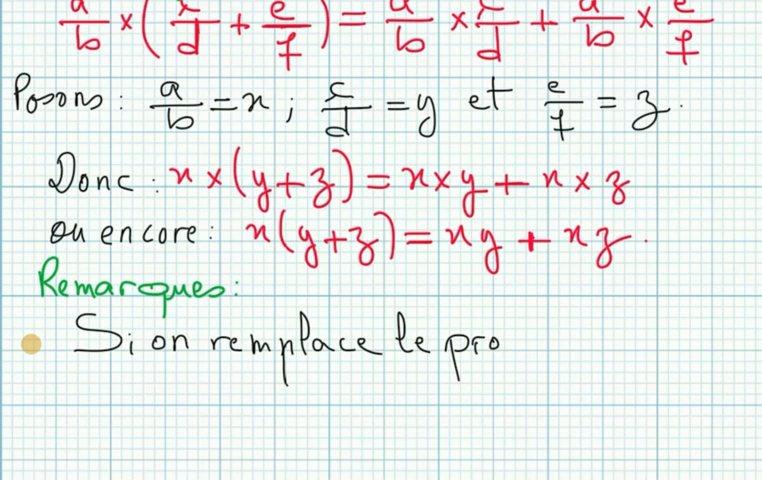 a/b × (c/d + e/f) = a/b × c/d + a/b × e/f
Posons : a/b = x ; c/d = y et e/f = z.
Donc : x × (y + z) = x × y + x × z
ou encore : x(y + z) = xy + xz.
Remarques :
Si on remplace le pro